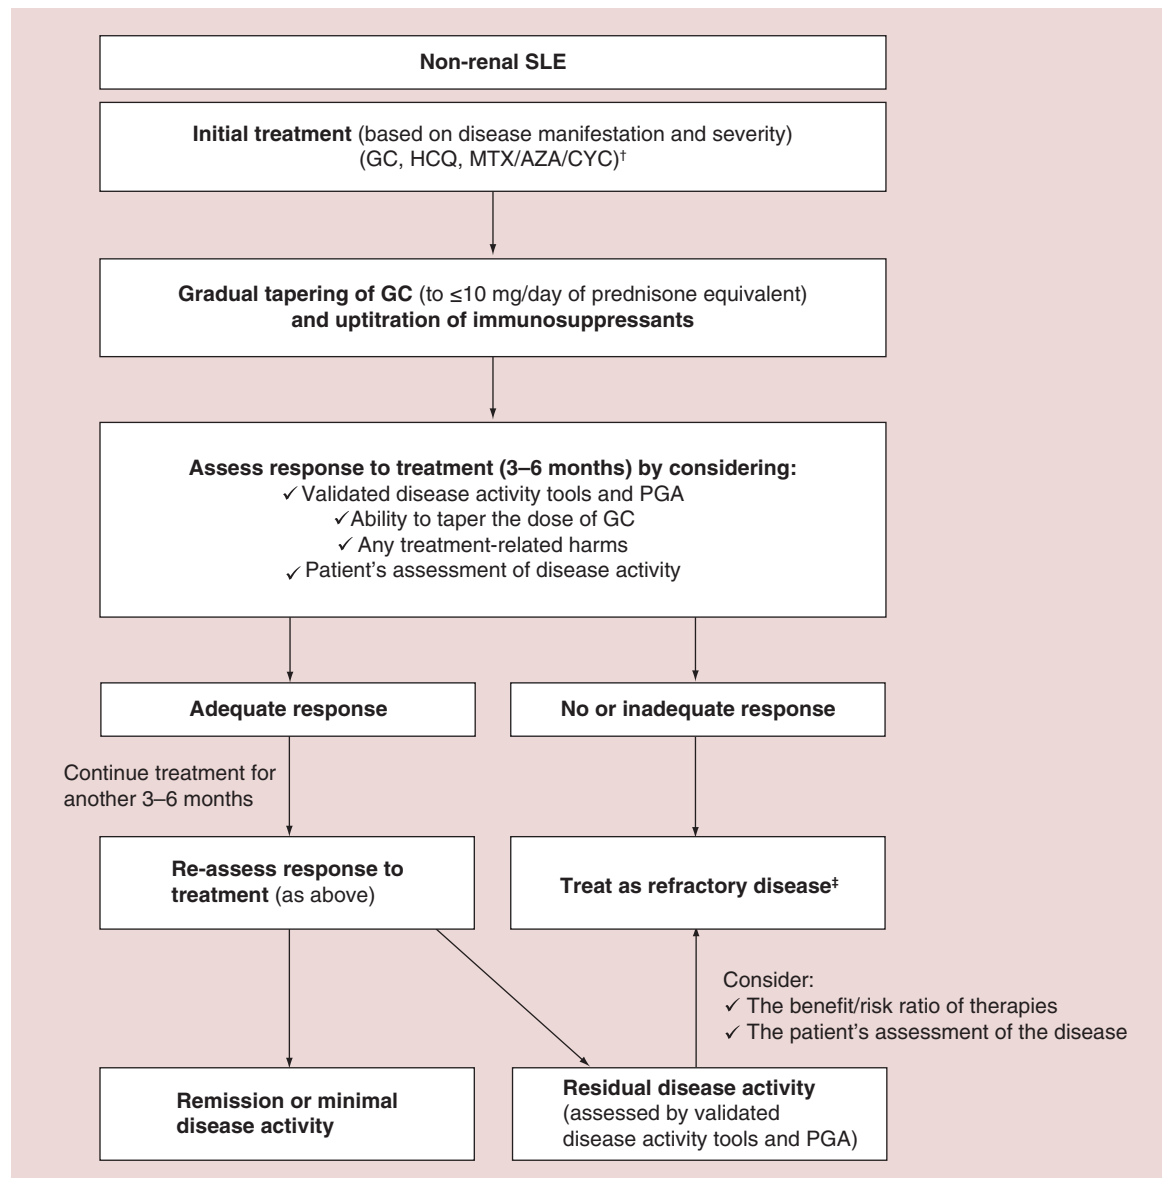 Non-renal SLE
Initial treatment (based on disease manifestation and severity)
(GC, HCQ, MTX/AZA/CYC)†
Gradual tapering of GC (to ≤10 mg/day of prednisone equivalent)
and uptitration of immunosuppressants
Assess response to treatment (3–6 months) by considering:
✓ Validated disease activity tools and PGA
✓ Ability to taper the dose of GC
✓ Any treatment-related harms
✓ Patient’s assessment of disease activity
Adequate response
No or inadequate response
Continue treatment for
another 3–6 months
Re-assess response to
treatment (as above)
Treat as refractory disease‡
Consider:
✓ The benefit/risk ratio of therapies
✓ The patient’s assessment of the disease
Remission or minimal
disease activity
Residual disease activity
(assessed by validated
disease activity tools and PGA)